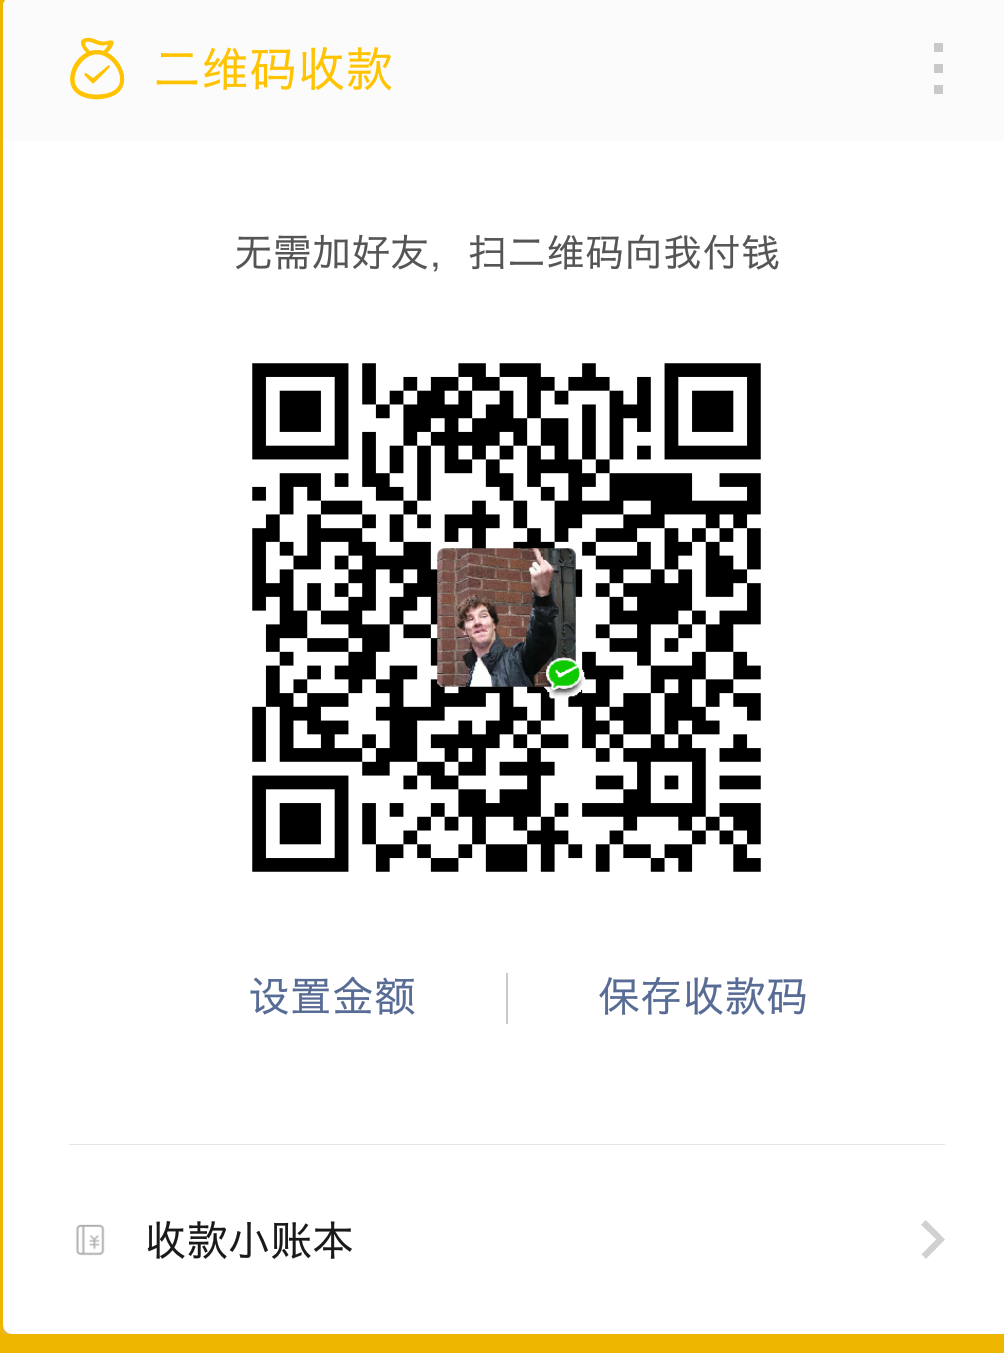 二维码收款
无需加好友，扫二维码向我付钱
设置金额
保存收款码
收款小账本